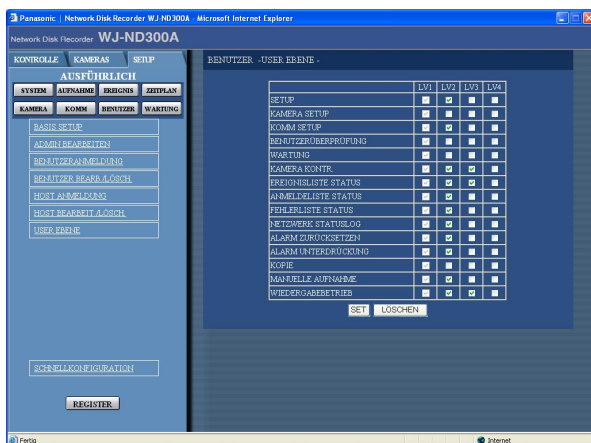 Panasonic | Network Disk Recorder WJ-ND300A - Microsoft Internet Explorer
Network Disk Recorder WJ-ND300A
KONTROLLE KAMERAS SETUP
AUSFÜHRLICH
SYSTEM AUFNAHME EREIGNIS ZEITPLAN
KAMERA KOMM BENUTZER WARTUNG
BASIS SETUP
ADMIN BEARBEITEN
BENUTZERANMELDUNG
BENUTZER BEARB./LÖSCH.
HOST ANMELDUNG
HOST BEARBEIT./LÖSCH.
USER EBENE
SCHNELLKONFIGURATION
REGISTER
BENUTZER -USER EBENE -
LV1 LV2 LV3 LV4
SETUP
KAMERA SETUP
KOMM SETUP
BENUTZERÜBERPRÜFUNG
WARTUNG
KAMERA KONTR.
EREIGNISLISTE STATUS
ANMELDELISTE STATUS
FEHLERLISTE STATUS
NETZWERK STATUSLOG
ALARM ZURÜCKSETZEN
ALARM UNTERDRÜCKUNG
KOPIE
MANUELLE AUFNAHME
WIEDERGABEBETRIEB
SET LÖSCHEN
Fertig Internet